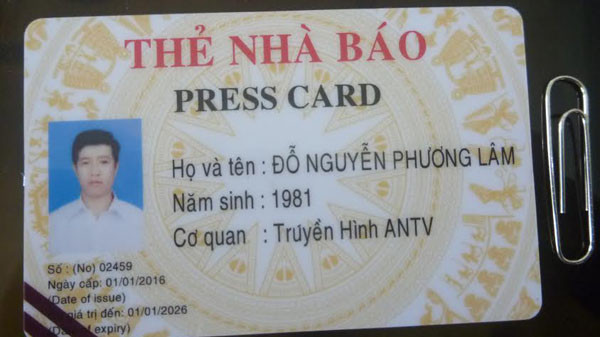 THẺ NHÀ BÁO
PRESS CARD
Họ và tên : ĐỖ NGUYỄN PHƯƠNG LÂM
Năm sinh : 1981
Cơ quan : Truyền Hình ANTV
Số : (No) 02459
Ngày cấp: 01/01/2016
(Date of issue)
giá trị đến: 01/01/2026
(Date of expiry)